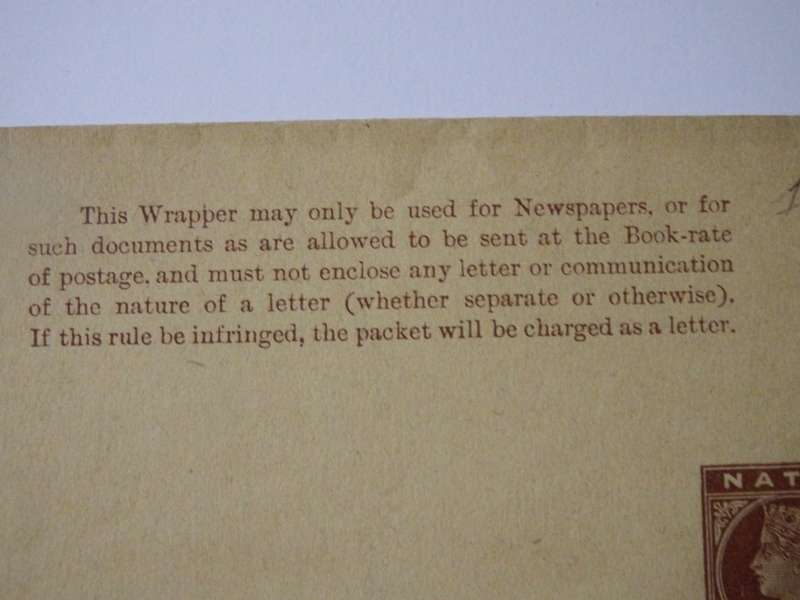 This Wrapper may only be used for Newspapers, or for
such documents as are allowed to be sent at the Book-rate
of postage, and must not enclose any letter or communication
of the nature of a letter (whether separate or otherwise).
If this rule be infringed, the packet will be charged as a letter.
NAT